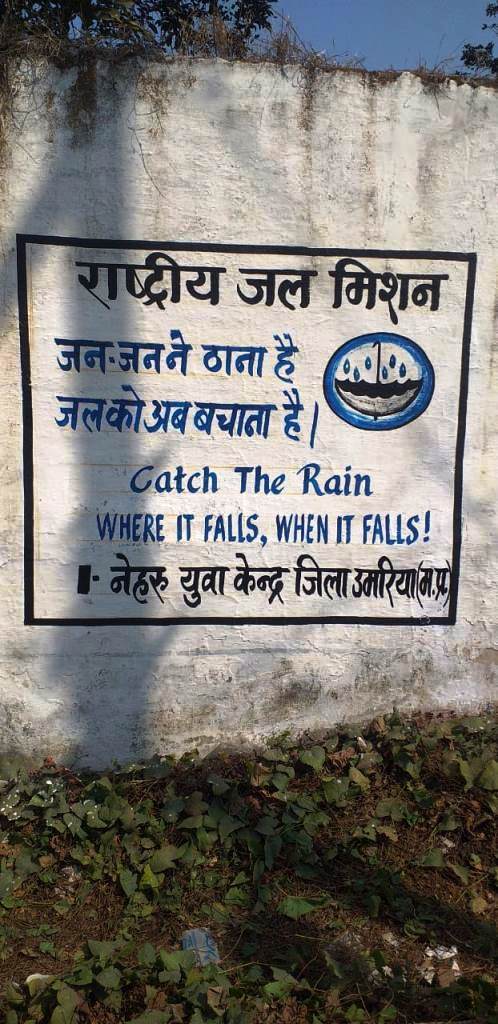 राष्ट्रीय जल मिशन
जन-जन ने ठाना है
जल को अब बचाना है।
Catch The Rain
WHERE IT FALLS, WHEN IT FALLS!
नेहरु युवा केन्द्र जिला उमरिया (म.प्र.)